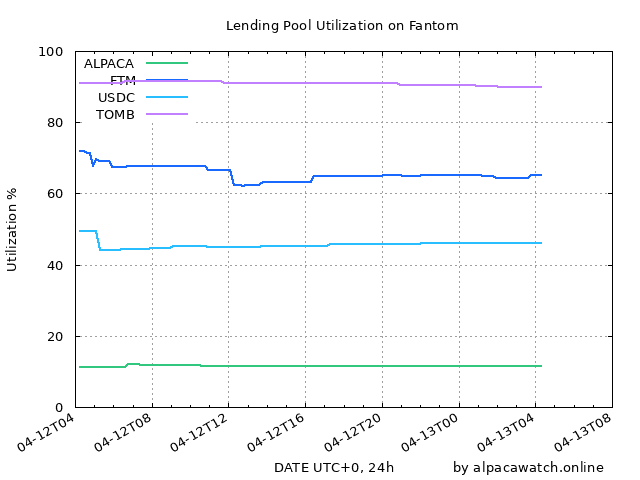 Lending Pool Utilization on Fantom
100
80
60
40
20
0
Utilization %
ALPACA
FTM
USDC
TOMB
04-12T04
04-12T08
04-12T12
04-12T16
04-12T20
04-13T00
04-13T04
04-13T08
DATE UTC+0, 24h
by alpacawatch.online